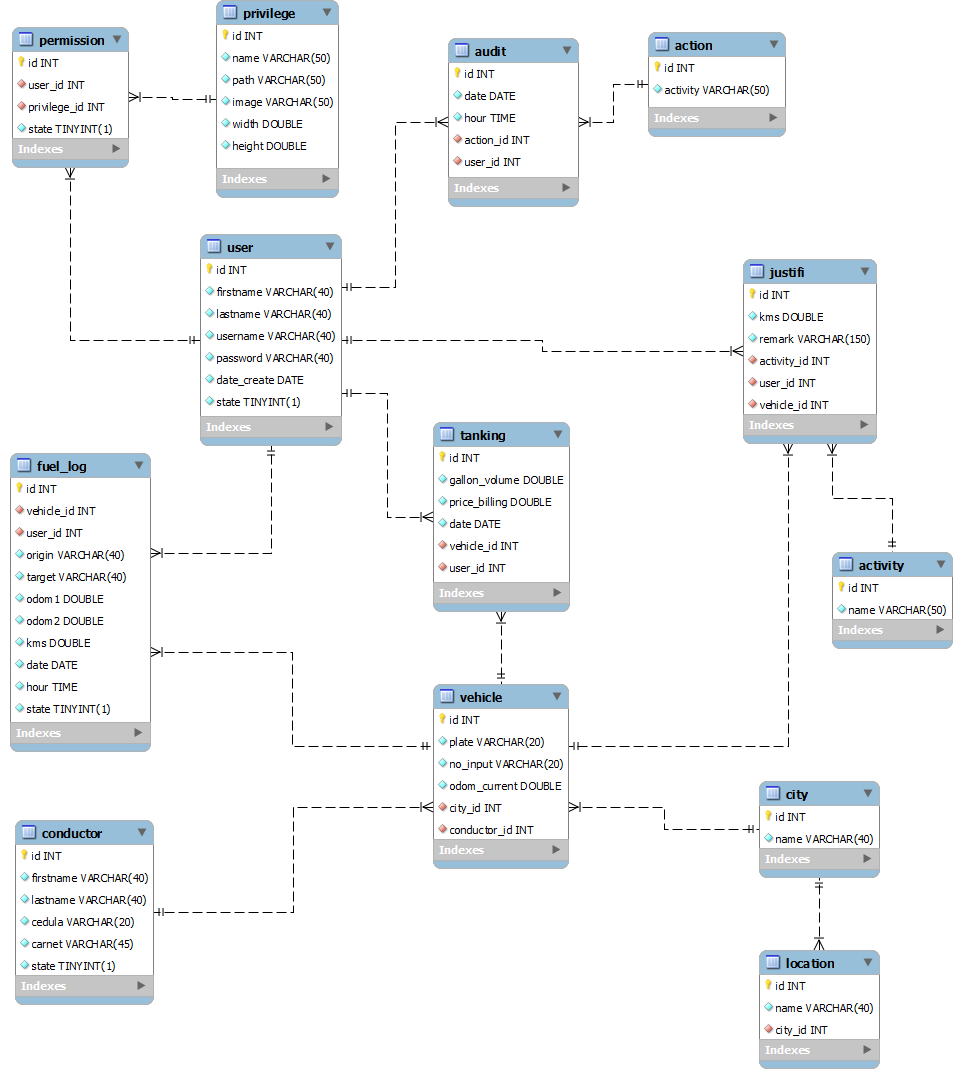 privilege
id INT
name VARCHAR(50)
path VARCHAR(50)
image VARCHAR(50)
width DOUBLE
height DOUBLE
Indexes
permission
id INT
user_id INT
privilege_id INT
state TINYINT(1)
Indexes
audit
id INT
date DATE
hour TIME
action_id INT
user_id INT
Indexes
action
id INT
activity VARCHAR(50)
Indexes
user
id INT
firstname VARCHAR(40)
lastname VARCHAR(40)
username VARCHAR(40)
password VARCHAR(40)
date_create DATE
state TINYINT(1)
Indexes
justifi
id INT
kms DOUBLE
remark VARCHAR(150)
activity_id INT
user_id INT
vehicle_id INT
Indexes
tanking
id INT
gallon_volume DOUBLE
price_billing DOUBLE
date DATE
vehicle_id INT
user_id INT
Indexes
fuel_log
id INT
vehicle_id INT
user_id INT
origin VARCHAR(40)
target VARCHAR(40)
odom1 DOUBLE
odom2 DOUBLE
kms DOUBLE
date DATE
hour TIME
state TINYINT(1)
Indexes
activity
id INT
name VARCHAR(50)
Indexes
vehicle
id INT
plate VARCHAR(20)
no_input VARCHAR(20)
odom_current DOUBLE
city_id INT
conductor_id INT
Indexes
city
id INT
name VARCHAR(40)
Indexes
conductor
id INT
firstname VARCHAR(40)
lastname VARCHAR(40)
cedula VARCHAR(20)
carnet VARCHAR(45)
state TINYINT(1)
Indexes
location
id INT
name VARCHAR(40)
city_id INT
Indexes